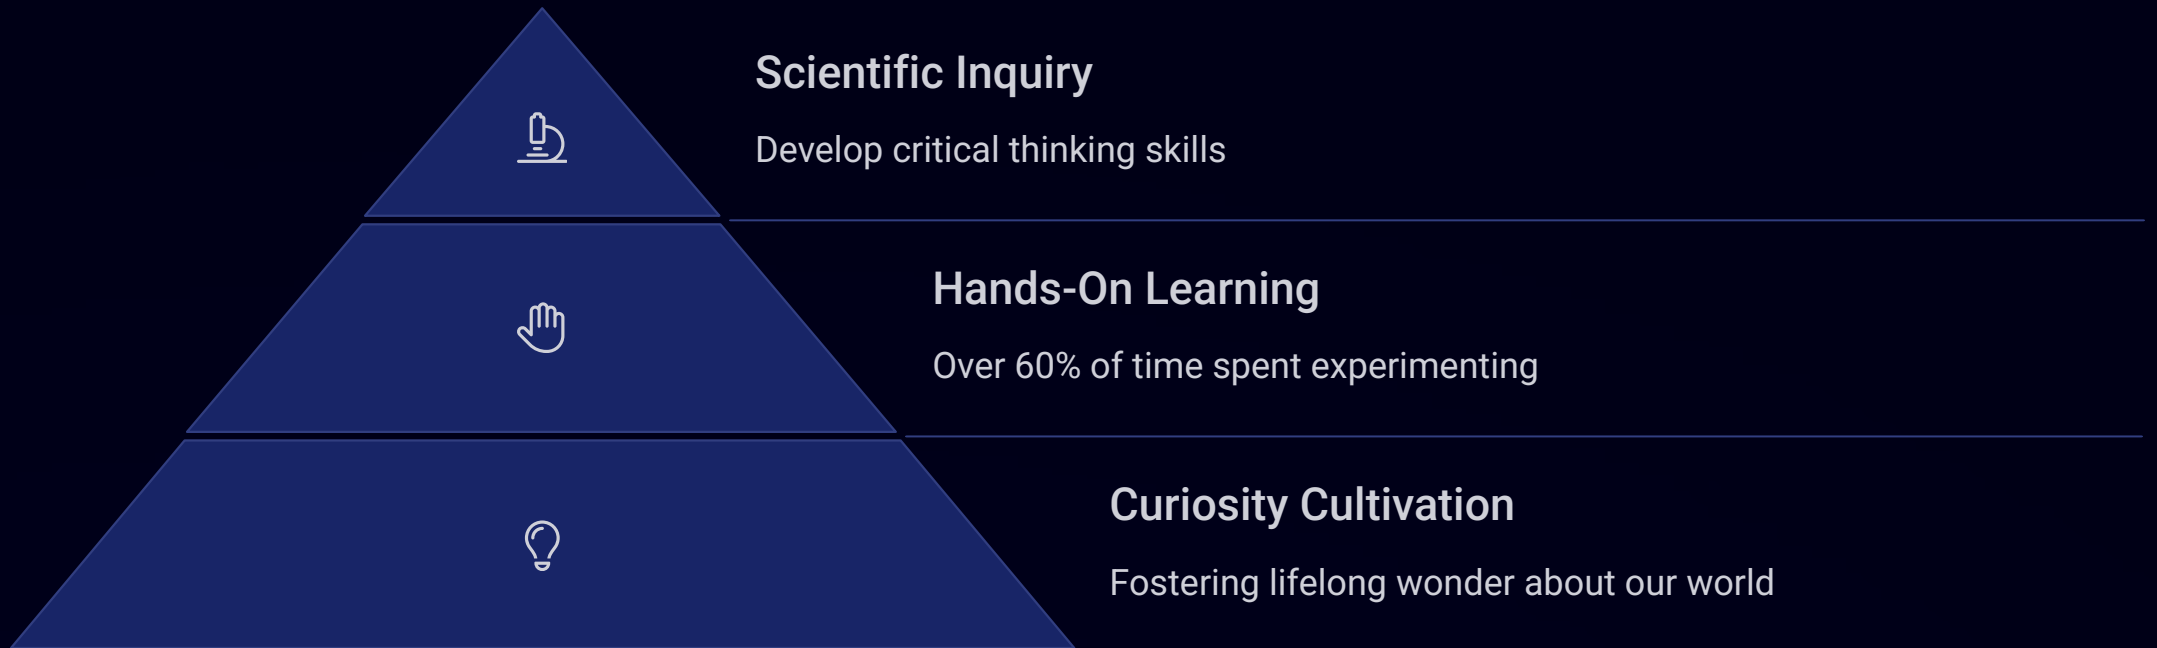 Scientific Inquiry
Develop critical thinking skills
Hands-On Learning
Over 60% of time spent experimenting
Curiosity Cultivation
Fostering lifelong wonder about our world